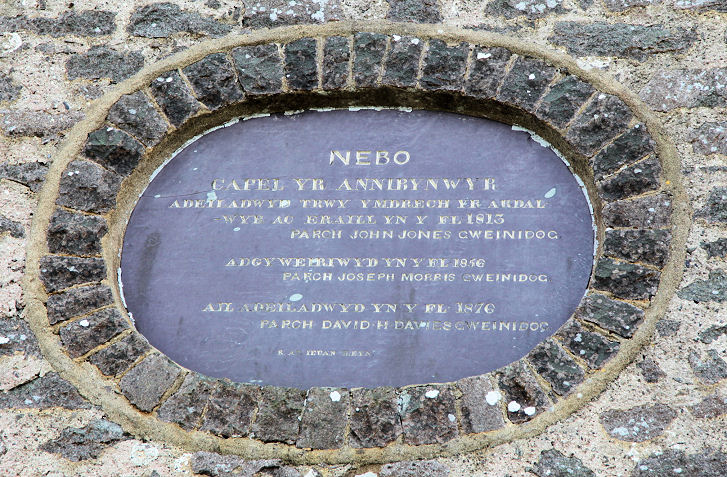 NEBO
CAPEL YR ANNIBYNWYR
ADEILADWYD TRWY YMDRECH YR ARDAL
WYR AC ERAILL YN Y FL 1813
PARCH JOHN JONES GWEINIDOG
ADGYWEIRIWYD YN Y FL 1856
PARCH JOSEPH MORRIS GWEINIDOG
AIL ADEILADWYD YN Y FL 1876
PARCH DAVID H DAVIES GWEINIDOG
IEUAN